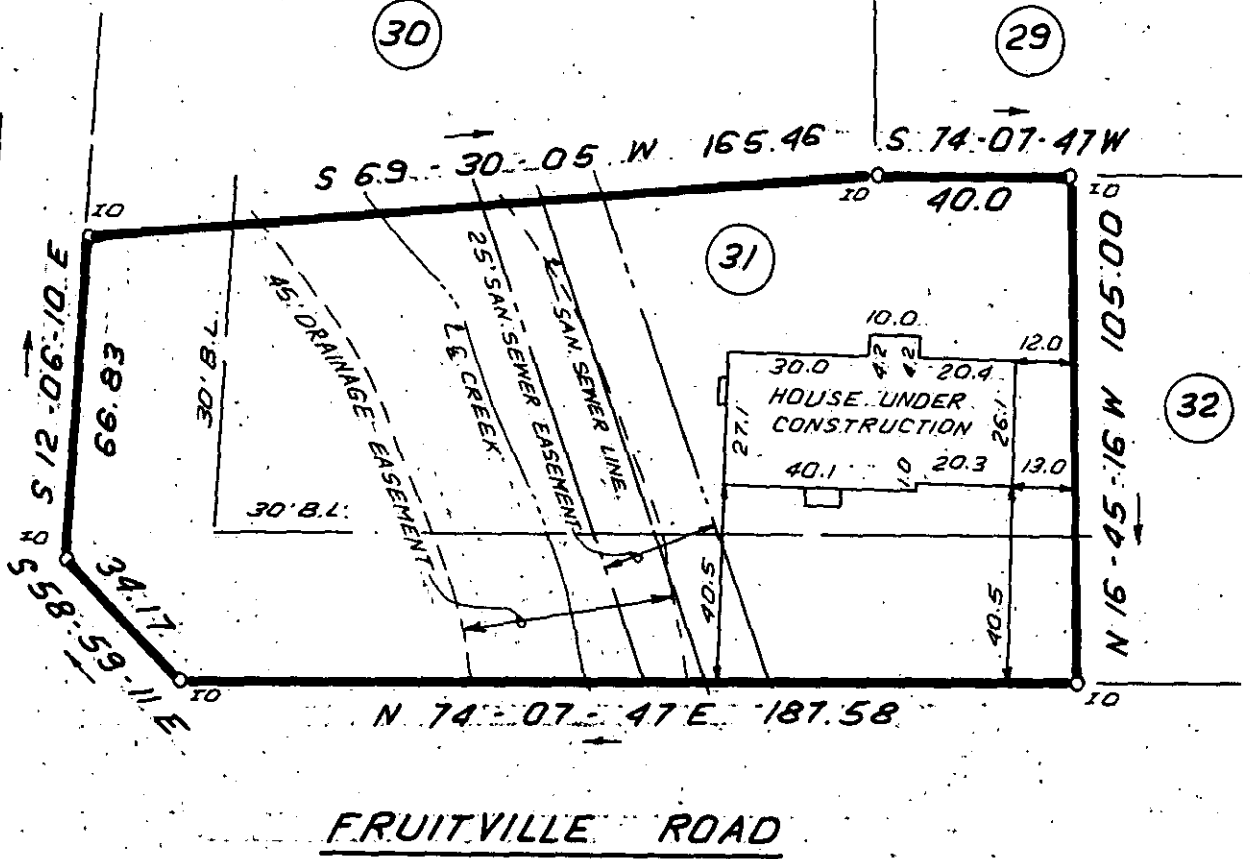 30
29
S 69-30-05 W 165.46
S 74-07-47 W
40.0
IO
IO
IO
31
32
S 12-06-10 E
66.83
N 16-45-16 W 105.00
30' B.L.
30' B.L.
45' DRAINAGE EASEMENT
℄ CREEK
25' SAN. SEWER EASEMENT
℄ SAN. SEWER LINE
10.0
12.0
30.0
4.2
4.2
20.4
HOUSE UNDER
CONSTRUCTION
27.1
26.1
40.1
1.0
20.3
13.0
40.5
40.5
IO
34.17
S 58-59-11 E
IO
IO
N 74-07-47 E 187.58
FRUITVILLE ROAD